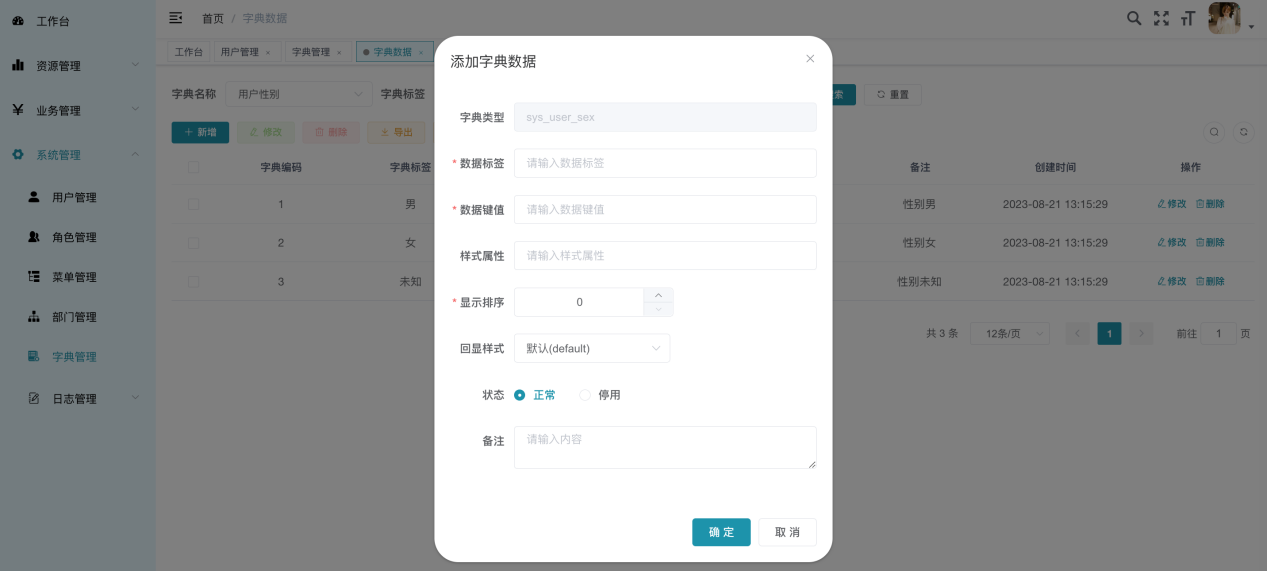 工作台
首页 / 字典数据
资源管理
业务管理
系统管理
用户管理
角色管理
菜单管理
部门管理
字典管理
日志管理
工作台 用户管理 × 字典管理 × 字典数据 ×
字典名称 用户性别 字典标签
索 重置
+ 新增 修改 删除 导出
字典编码 字典标签 备注 创建时间 操作
1 男 性别男 2023-08-21 13:15:29 修改 删除
2 女 性别女 2023-08-21 13:15:29 修改 删除
3 未知 性别未知 2023-08-21 13:15:29 修改 删除
共 3 条 12条/页 < 1 > 前往 1 页
添加字典数据 ×
字典类型 sys_user_sex
* 数据标签 请输入数据标签
* 数据键值 请输入数据键值
样式属性 请输入样式属性
* 显示排序 0
回显样式 默认(default)
状态 正常 停用
备注 请输入内容
确 定 取 消